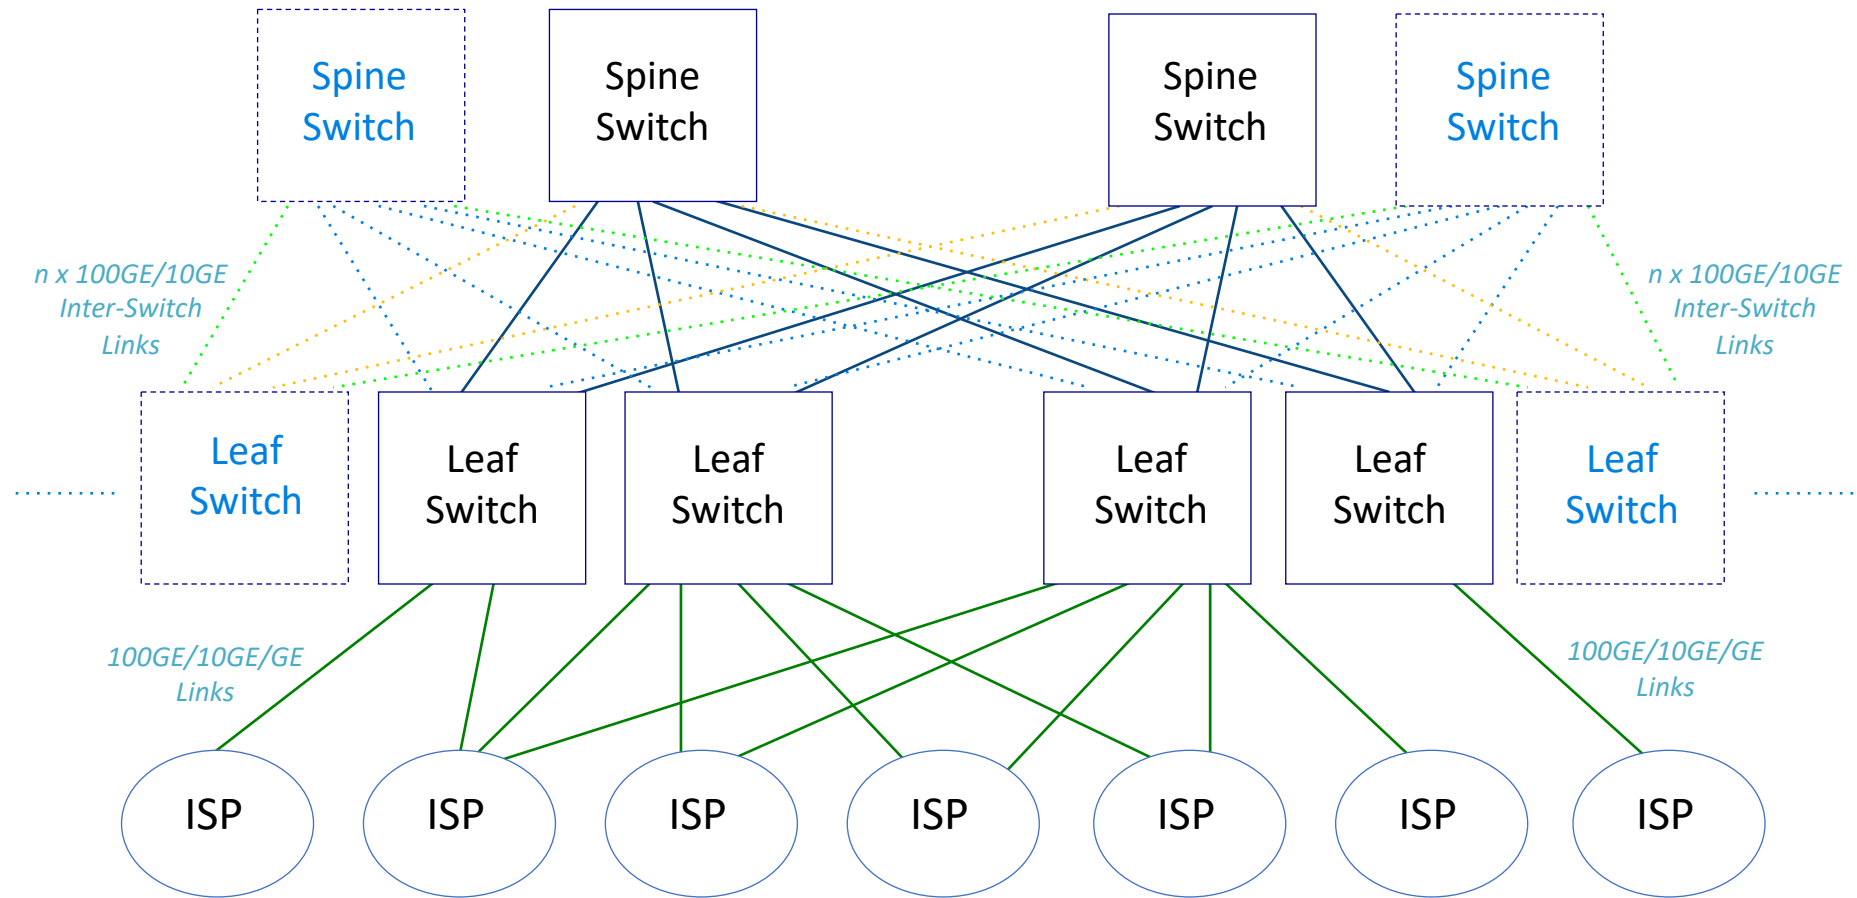 Spine
Switch
Spine
Switch
Spine
Switch
Spine
Switch
n x 100GE/10GE
Inter-Switch
Links
n x 100GE/10GE
Inter-Switch
Links
Leaf
Switch
Leaf
Switch
Leaf
Switch
Leaf
Switch
Leaf
Switch
Leaf
Switch
100GE/10GE/GE
Links
100GE/10GE/GE
Links
ISP
ISP
ISP
ISP
ISP
ISP
ISP